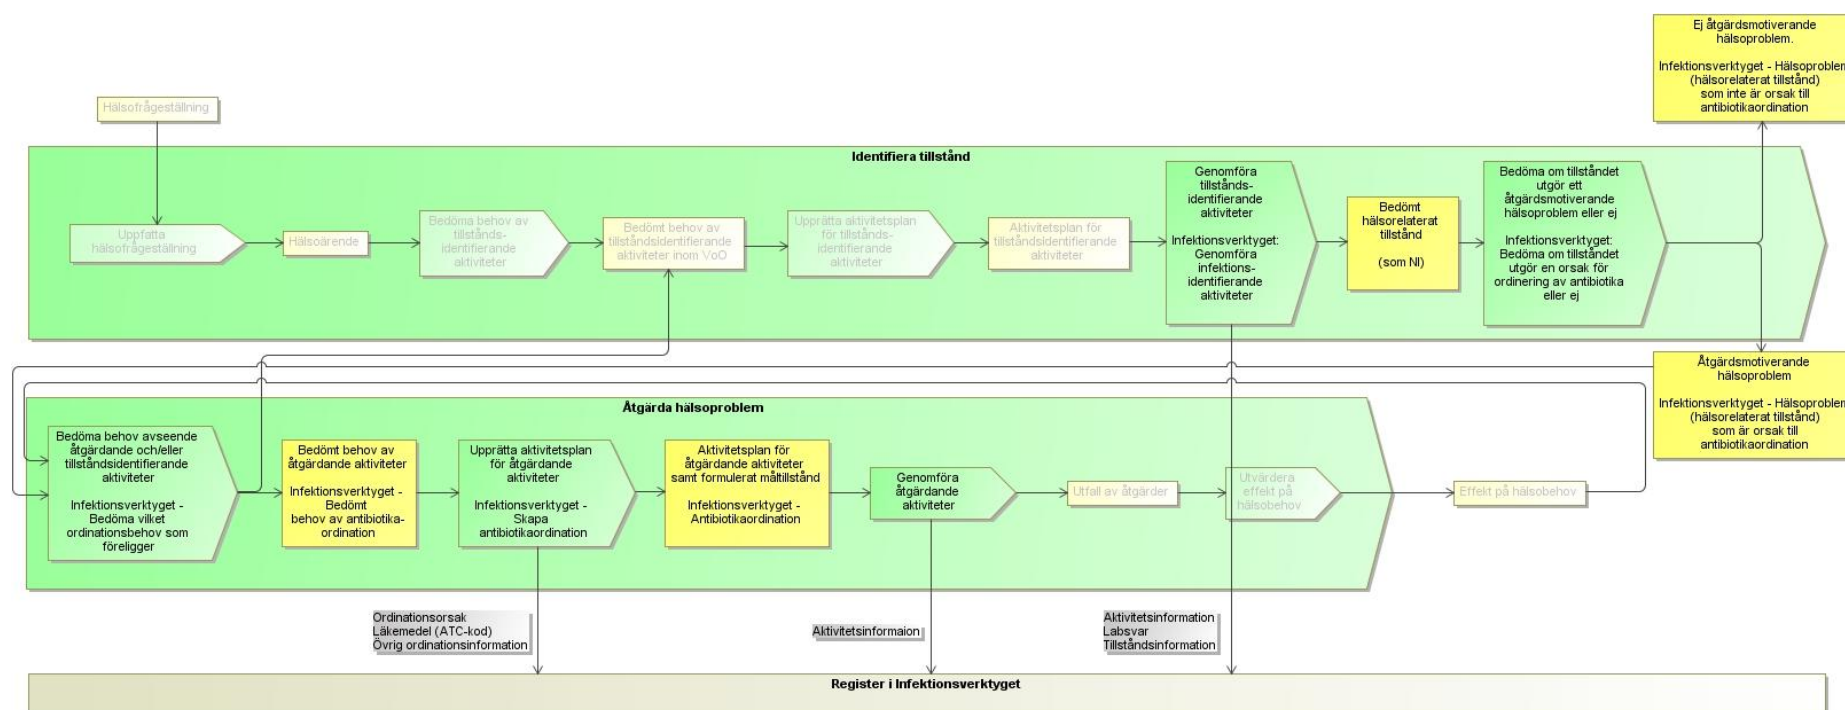 Ej åtgärdsmotiverande
hälsoproblem.
Infektionsverktyget - Hälsoproblem
(hälsorelaterat tillstånd)
som inte är orsak till
antibiotikaordination
Hälsofrågeställning
Identifiera tillstånd
Uppfatta
hälsofrågeställning
Hälsoärende
Bedöma behov av
tillstånds-
identifierande
aktiviteter
Bedömt behov av
tillståndsidentifierande
aktiviteter inom VoO
Upprätta aktivitetsplan
för tillstånds-
identifierande
aktiviteter
Aktivitetsplan för
tillståndsidentifierande
aktiviteter
Genomföra
tillstånds-
identifierande
aktiviteter
Infektionsverktyget:
Genomföra
infektions-
identifierande
aktiviteter
Bedömt
hälsorelaterat
tillstånd
(som NI)
Bedöma om tillståndet
utgör ett
åtgärdsmotiverande
hälsoproblem eller ej
Infektionsverktyget:
Bedöma om tillståndet
utgör en orsak för
ordinering av antibiotika
eller ej
Åtgärdsmotiverande
hälsoproblem
Infektionsverktyget - Hälsoproblem
(hälsorelaterat tillstånd)
som är orsak till
antibiotikaordination
Åtgärda hälsoproblem
Bedöma behov avseende
åtgärdande och/eller
tillståndsidentifierande
aktiviteter
Infektionsverktyget -
Bedöma vilket
ordinationsbehov som
föreligger
Bedömt behov av
åtgärdande aktiviteter
Infektionsverktyget -
Bedömt
behov av antibiotika-
ordination
Upprätta aktivitetsplan
för åtgärdande
aktiviteter
Infektionsverktyget -
Skapa
antibiotikaordination
Aktivitetsplan för
åtgärdande aktiviteter
samt formulerat måltillstånd
Infektionsverktyget -
Antibiotikaordination
Genomföra
åtgärdande
aktiviteter
Utfall av åtgärder
Utvärdera
effekt på
hälsobehov
Effekt på hälsobehov
Ordinationsorsak
Läkemedel (ATC-kod)
Övrig ordinationsinformation
Aktivitetsinformaion
Aktivitetsinformation
Labsvar
Tillståndsinformation
Register i Infektionsverktyget